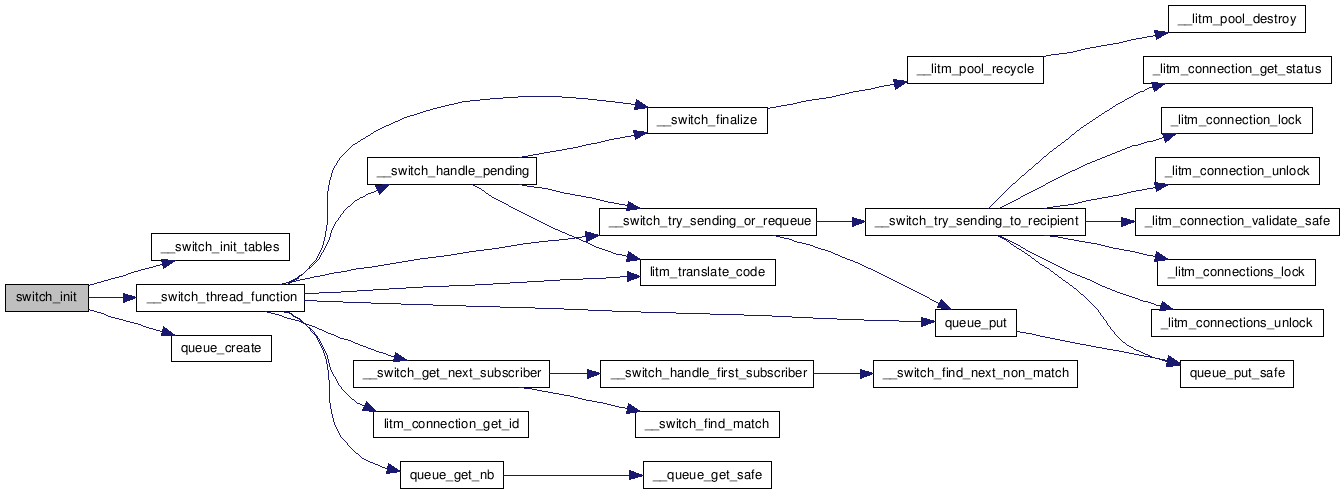 __litm_pool_destroy
__litm_pool_recycle
_litm_connection_get_status
__switch_finalize
_litm_connection_lock
__switch_handle_pending
_litm_connection_unlock
__switch_try_sending_or_requeue
__switch_try_sending_to_recipient
_litm_connection_validate_safe
__switch_init_tables
litm_translate_code
_litm_connections_lock
switch_init
__switch_thread_function
queue_put
_litm_connections_unlock
queue_create
__switch_get_next_subscriber
__switch_handle_first_subscriber
__switch_find_next_non_match
queue_put_safe
litm_connection_get_id
__switch_find_match
queue_get_nb
__queue_get_safe